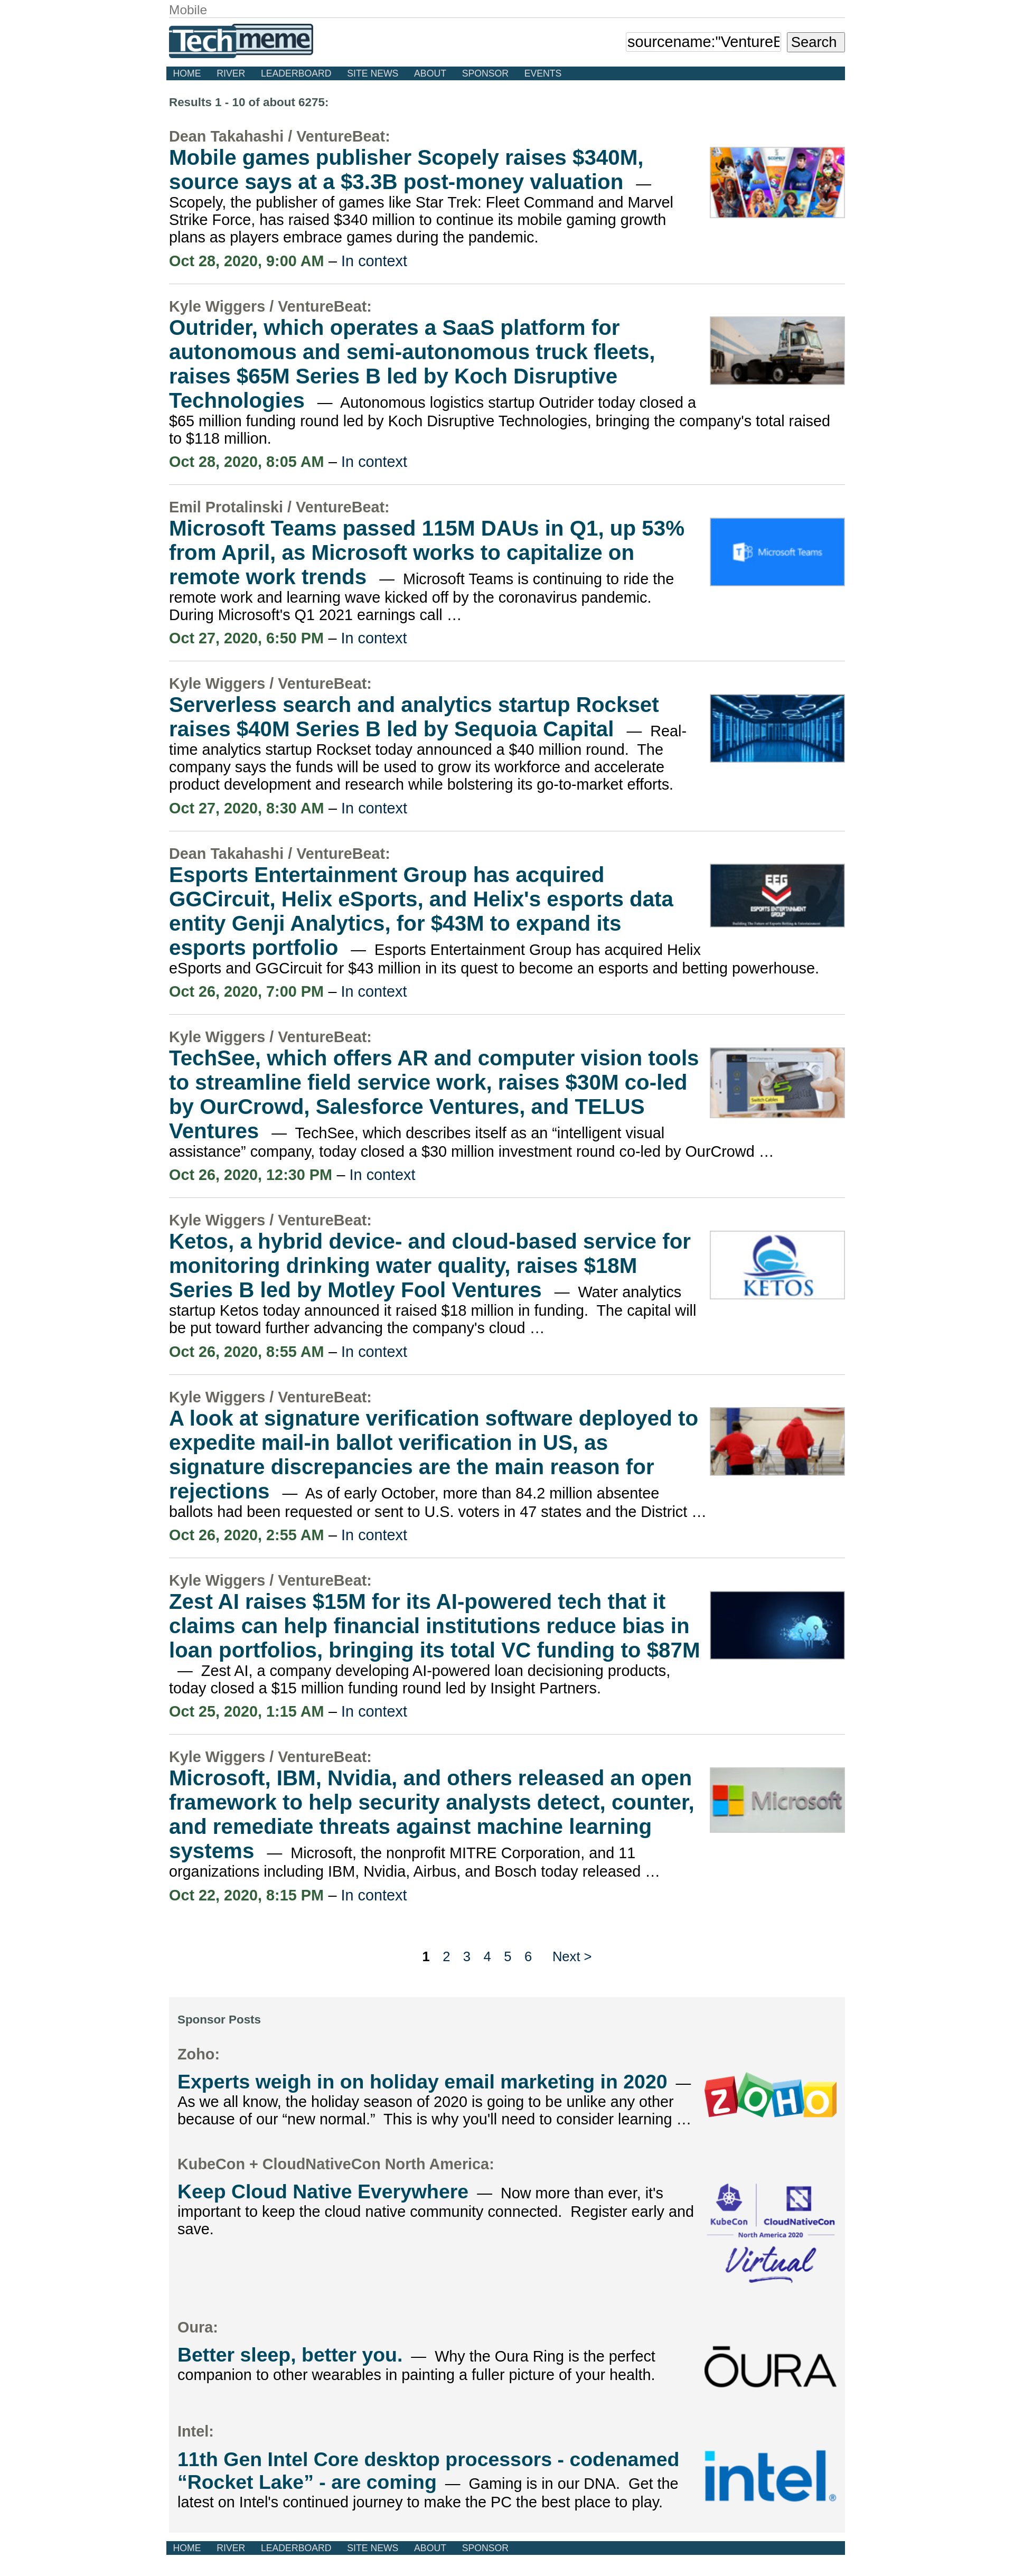 Mobile
Techmeme
sourcename:"VentureB
Search
HOME RIVER LEADERBOARD SITE NEWS ABOUT SPONSOR EVENTS
Results 1 - 10 of about 6275:
Dean Takahashi / VentureBeat:
Mobile games publisher Scopely raises $340M,
source says at a $3.3B post-money valuation —
Scopely, the publisher of games like Star Trek: Fleet Command and Marvel
Strike Force, has raised $340 million to continue its mobile gaming growth
plans as players embrace games during the pandemic.
SCOPELY
Oct 28, 2020, 9:00 AM – In context
Kyle Wiggers / VentureBeat:
Outrider, which operates a SaaS platform for
autonomous and semi-autonomous truck fleets,
raises $65M Series B led by Koch Disruptive
Technologies — Autonomous logistics startup Outrider today closed a
$65 million funding round led by Koch Disruptive Technologies, bringing the company's total raised
to $118 million.
Oct 28, 2020, 8:05 AM – In context
Emil Protalinski / VentureBeat:
Microsoft Teams passed 115M DAUs in Q1, up 53%
from April, as Microsoft works to capitalize on
remote work trends — Microsoft Teams is continuing to ride the
remote work and learning wave kicked off by the coronavirus pandemic.
During Microsoft's Q1 2021 earnings call …
Microsoft Teams
Oct 27, 2020, 6:50 PM – In context
Kyle Wiggers / VentureBeat:
Serverless search and analytics startup Rockset
raises $40M Series B led by Sequoia Capital — Real-
time analytics startup Rockset today announced a $40 million round. The
company says the funds will be used to grow its workforce and accelerate
product development and research while bolstering its go-to-market efforts.
Oct 27, 2020, 8:30 AM – In context
Dean Takahashi / VentureBeat:
Esports Entertainment Group has acquired
GGCircuit, Helix eSports, and Helix's esports data
entity Genji Analytics, for $43M to expand its
esports portfolio — Esports Entertainment Group has acquired Helix
eSports and GGCircuit for $43 million in its quest to become an esports and betting powerhouse.
EEG
ESPORTS ENTERTAINMENT
GROUP
Oct 26, 2020, 7:00 PM – In context
Kyle Wiggers / VentureBeat:
TechSee, which offers AR and computer vision tools
to streamline field service work, raises $30M co-led
by OurCrowd, Salesforce Ventures, and TELUS
Ventures — TechSee, which describes itself as an “intelligent visual
assistance” company, today closed a $30 million investment round co-led by OurCrowd …
Switch Cables
Oct 26, 2020, 12:30 PM – In context
Kyle Wiggers / VentureBeat:
Ketos, a hybrid device- and cloud-based service for
monitoring drinking water quality, raises $18M
Series B led by Motley Fool Ventures — Water analytics
startup Ketos today announced it raised $18 million in funding. The capital will
be put toward further advancing the company's cloud …
KETOS
Oct 26, 2020, 8:55 AM – In context
Kyle Wiggers / VentureBeat:
A look at signature verification software deployed to
expedite mail-in ballot verification in US, as
signature discrepancies are the main reason for
rejections — As of early October, more than 84.2 million absentee
ballots had been requested or sent to U.S. voters in 47 states and the District …
Oct 26, 2020, 2:55 AM – In context
Kyle Wiggers / VentureBeat:
Zest AI raises $15M for its AI-powered tech that it
claims can help financial institutions reduce bias in
loan portfolios, bringing its total VC funding to $87M
— Zest AI, a company developing AI-powered loan decisioning products,
today closed a $15 million funding round led by Insight Partners.
Oct 25, 2020, 1:15 AM – In context
Kyle Wiggers / VentureBeat:
Microsoft, IBM, Nvidia, and others released an open
framework to help security analysts detect, counter,
and remediate threats against machine learning
systems — Microsoft, the nonprofit MITRE Corporation, and 11
organizations including IBM, Nvidia, Airbus, and Bosch today released …
Microsoft
Oct 22, 2020, 8:15 PM – In context
1 2 3 4 5 6 Next >
Sponsor Posts
Zoho:
Experts weigh in on holiday email marketing in 2020 —
As we all know, the holiday season of 2020 is going to be unlike any other
because of our “new normal.” This is why you'll need to consider learning …
ZOHO
KubeCon + CloudNativeCon North America:
Keep Cloud Native Everywhere — Now more than ever, it's
important to keep the cloud native community connected. Register early and
save.
KubeCon CloudNativeCon
North America 2020
Virtual
Oura:
Better sleep, better you. — Why the Oura Ring is the perfect
companion to other wearables in painting a fuller picture of your health.
ŌURA
Intel:
11th Gen Intel Core desktop processors - codenamed
“Rocket Lake” - are coming — Gaming is in our DNA. Get the
latest on Intel's continued journey to make the PC the best place to play.
intel®
HOME RIVER LEADERBOARD SITE NEWS ABOUT SPONSOR